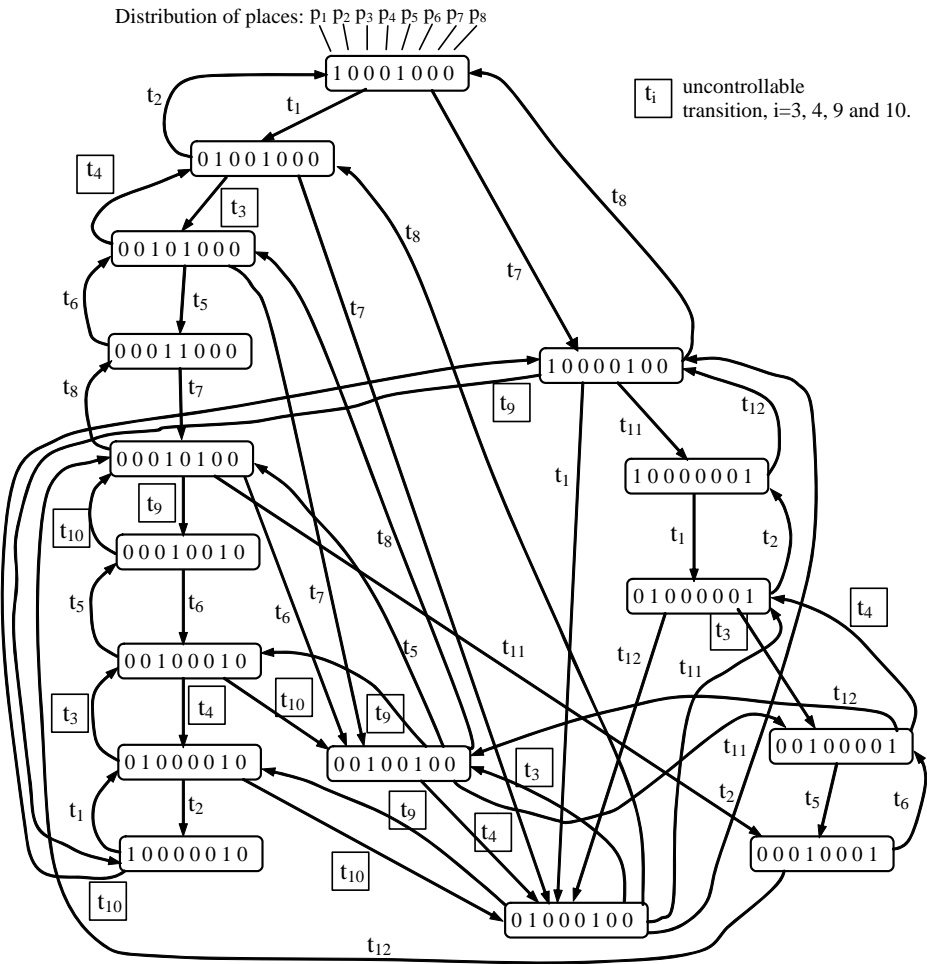 Distribution of places: p1 p2 p3 p4 p5 p6 p7 p8
1 0 0 0 1 0 0 0
ti uncontrollable
transition, i=3, 4, 9 and 10.
t2
t1
0 1 0 0 1 0 0 0
t4
t3
t8
t8
0 0 1 0 1 0 0 0
t7
t6
t5
t7
0 0 0 1 1 0 0 0
1 0 0 0 0 1 0 0
t8
t7
t9
t12
t11
0 0 0 1 0 1 0 0
t1
1 0 0 0 0 0 0 1
t9
t10
t8
t1
t2
0 0 0 1 0 0 1 0
t5
t6
t6
t7
t5
t11
0 1 0 0 0 0 0 1
t4
t3
t12
t11
0 0 1 0 0 0 1 0
t3
t4
t10
t9
t12
0 1 0 0 0 0 1 0
0 0 1 0 0 1 0 0
t3
t11
0 0 1 0 0 0 0 1
t1
t2
t9
t4
t2
t5
t6
1 0 0 0 0 0 1 0
t10
0 0 0 1 0 0 0 1
t10
0 1 0 0 0 1 0 0
t12